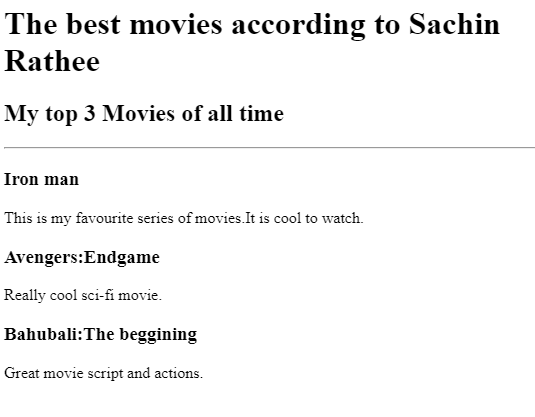 The best movies according to Sachin
Rathee
My top 3 Movies of all time
Iron man
This is my favourite series of movies.It is cool to watch.
Avengers:Endgame
Really cool sci-fi movie.
Bahubali:The beggining
Great movie script and actions.